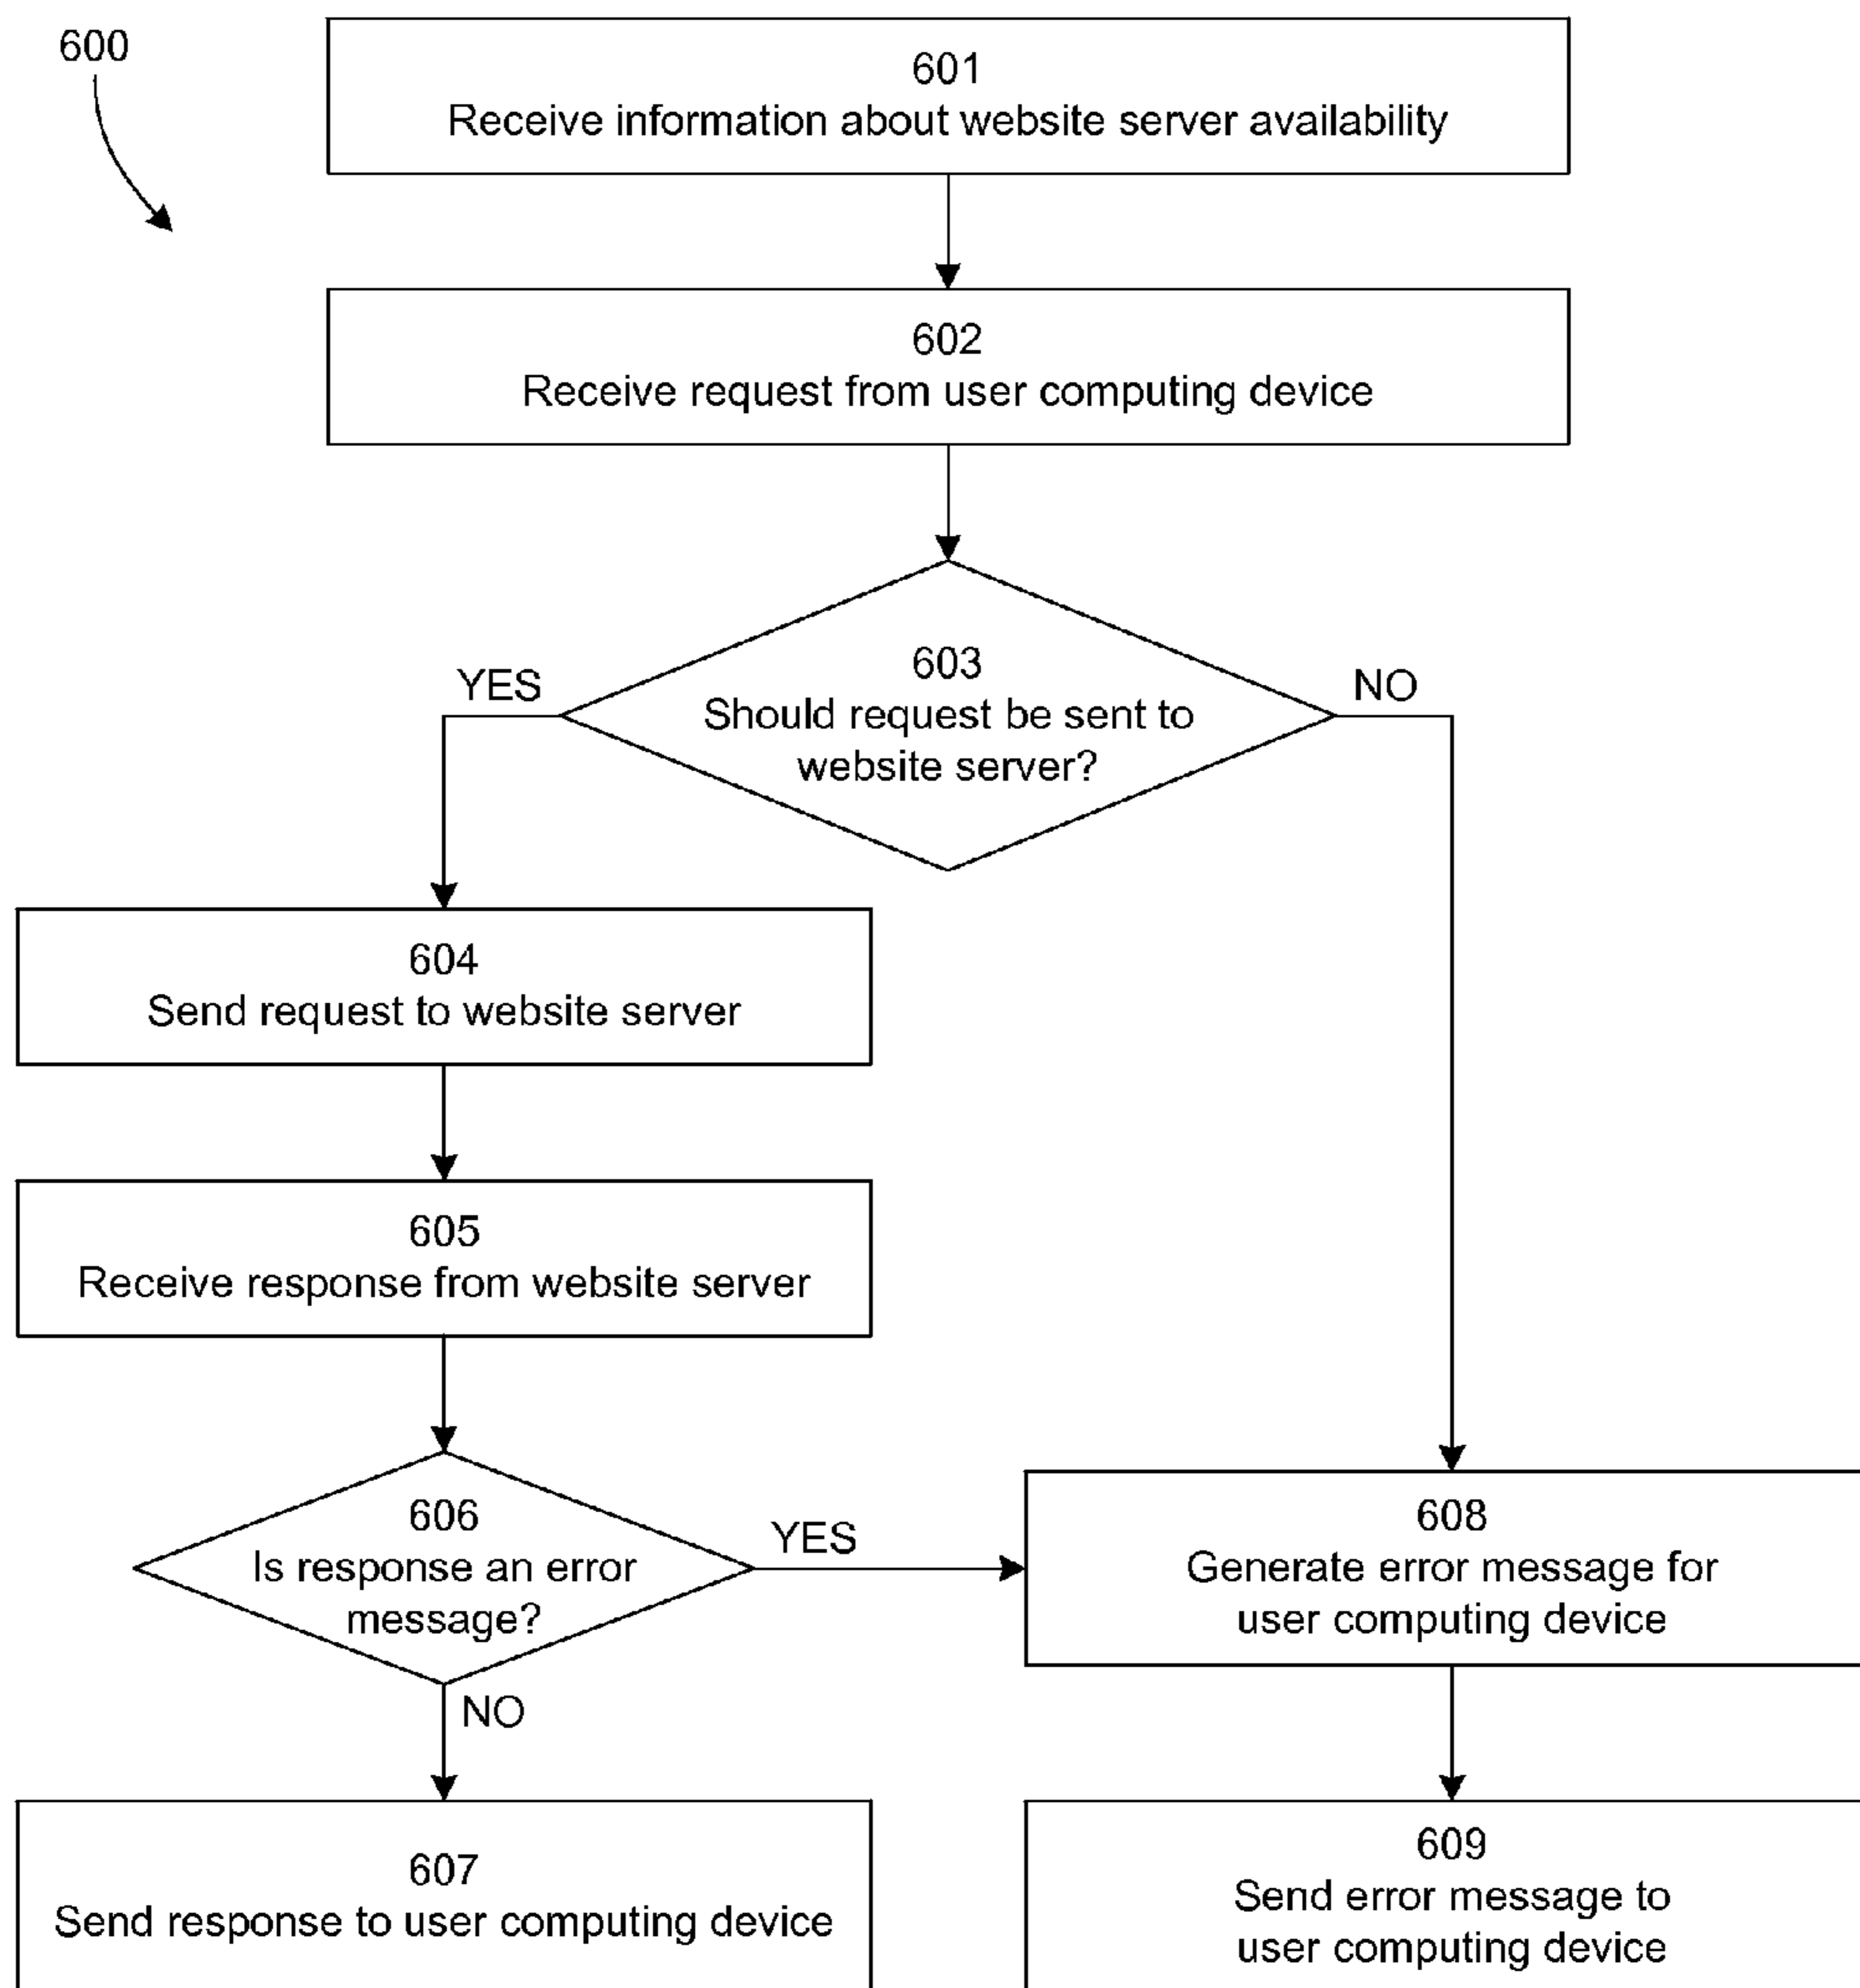 600
601
Receive information about website server availability
602
Receive request from user computing device
603
Should request be sent to
website server?
YES
NO
604
Send request to website server
605
Receive response from website server
606
Is response an error
message?
YES
NO
608
Generate error message for
user computing device
607
Send response to user computing device
609
Send error message to
user computing device